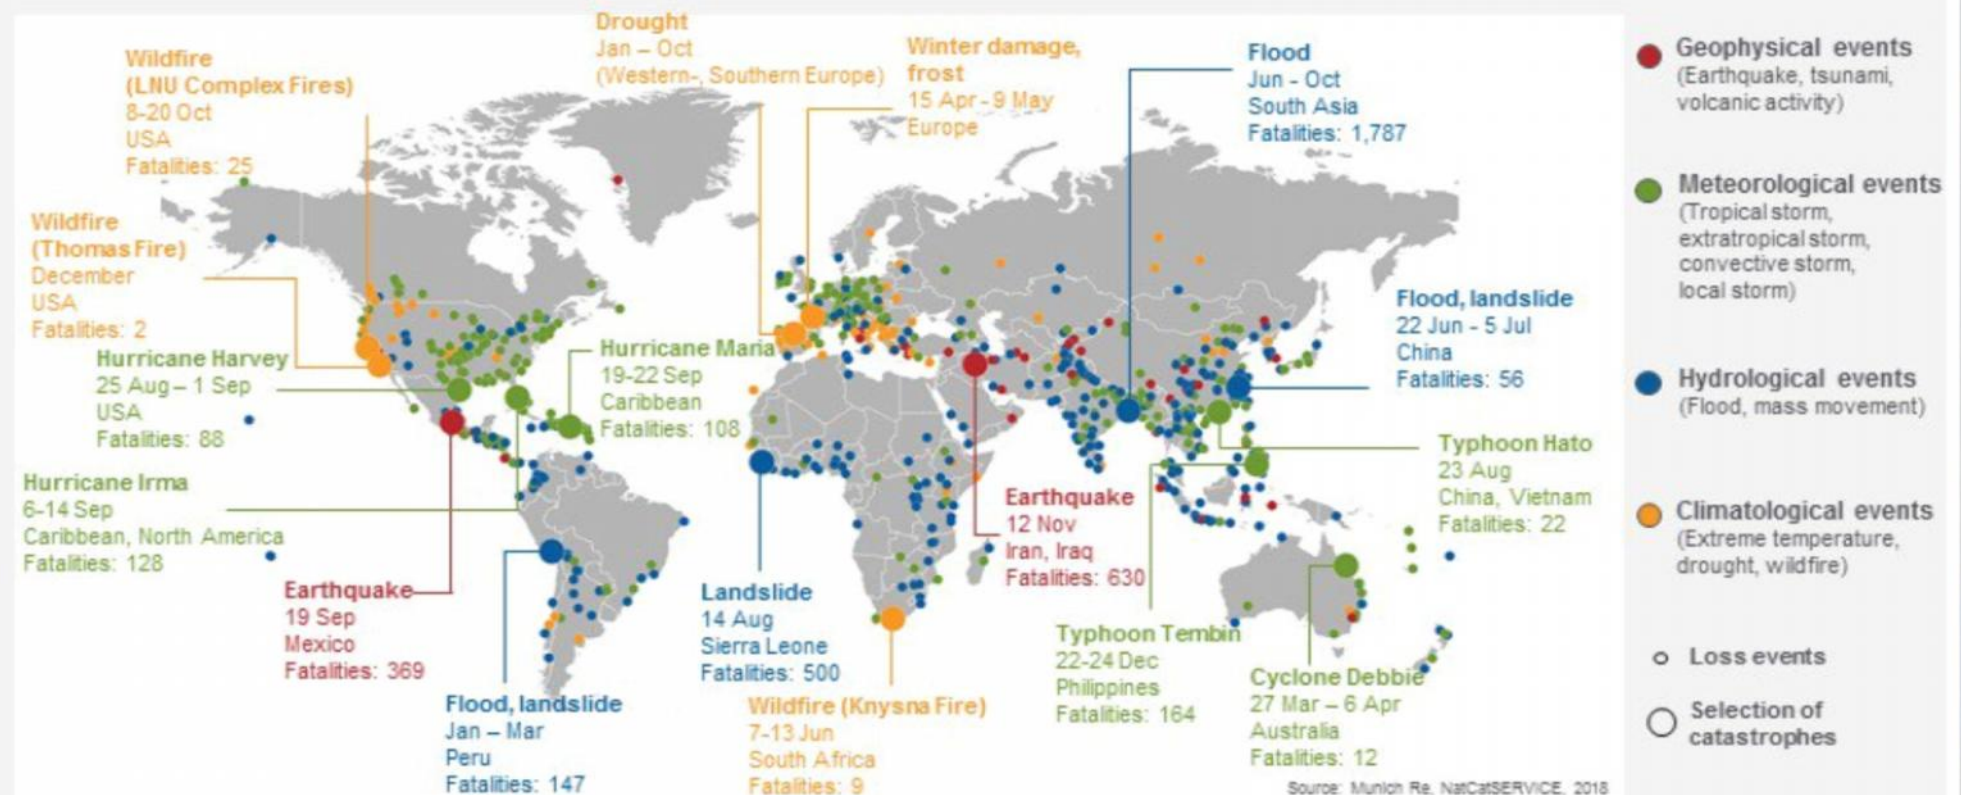 Drought
Jan – Oct
(Western-, Southern Europe)
Winter damage,
frost
15 Apr - 9 May
Europe
Flood
Jun - Oct
South Asia
Fatalities: 1,787
Wildfire
(LNU Complex Fires)
8-20 Oct
USA
Fatalities: 25
Wildfire
(Thomas Fire)
December
USA
Fatalities: 2
Hurricane Harvey
25 Aug – 1 Sep
USA
Fatalities: 88
Hurricane Maria
19-22 Sep
Caribbean
Fatalities: 108
Flood, landslide
22 Jun - 5 Jul
China
Fatalities: 56
Typhoon Hato
23 Aug
China, Vietnam
Fatalities: 22
Hurricane Irma
6-14 Sep
Caribbean, North America
Fatalities: 128
Earthquake
12 Nov
Iran, Iraq
Fatalities: 630
Earthquake
19 Sep
Mexico
Fatalities: 369
Landslide
14 Aug
Sierra Leone
Fatalities: 500
Typhoon Tembin
22-24 Dec
Philippines
Fatalities: 164
Cyclone Debbie
27 Mar – 6 Apr
Australia
Fatalities: 12
Flood, landslide
Jan – Mar
Peru
Fatalities: 147
Wildfire (Knysna Fire)
7-13 Jun
South Africa
Fatalities: 9
Source: Munich Re, NatCatSERVICE, 2018
Geophysical events
(Earthquake, tsunami,
volcanic activity)
Meteorological events
(Tropical storm,
extratropical storm,
convective storm,
local storm)
Hydrological events
(Flood, mass movement)
Climatological events
(Extreme temperature,
drought, wildfire)
Loss events
Selection of
catastrophes